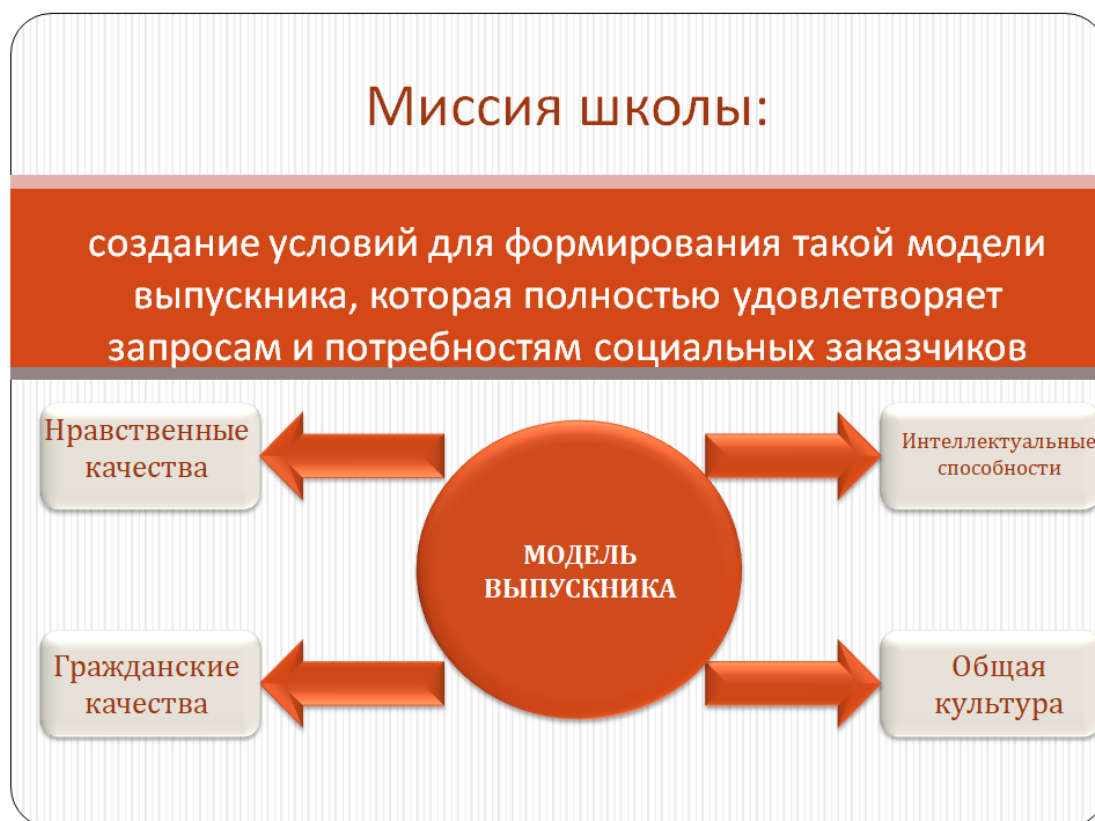 Миссия школы:
создание условий для формирования такой модели
выпускника, которая полностью удовлетворяет
запросам и потребностям социальных заказчиков
Нравственные
качества
Интеллектуальные
способности
МОДЕЛЬ
ВЫПУСКНИКА
Гражданские
качества
Общая
культура